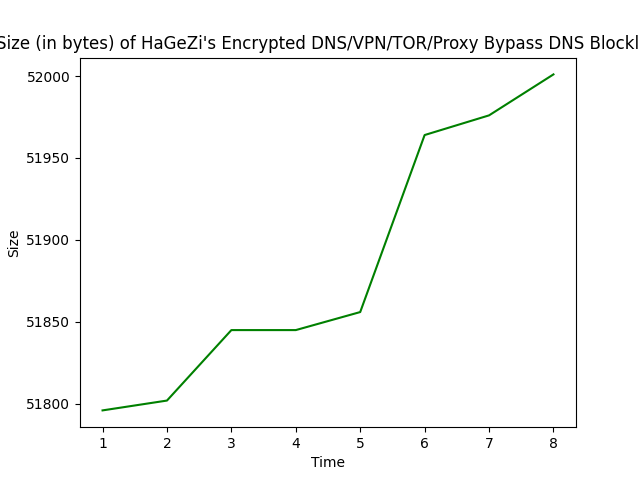 Size (in bytes) of HaGeZi's Encrypted DNS/VPN/TOR/Proxy Bypass DNS Blockl
52000
51950
51900
51850
51800
Size
1 2 3 4 5 6 7 8
Time